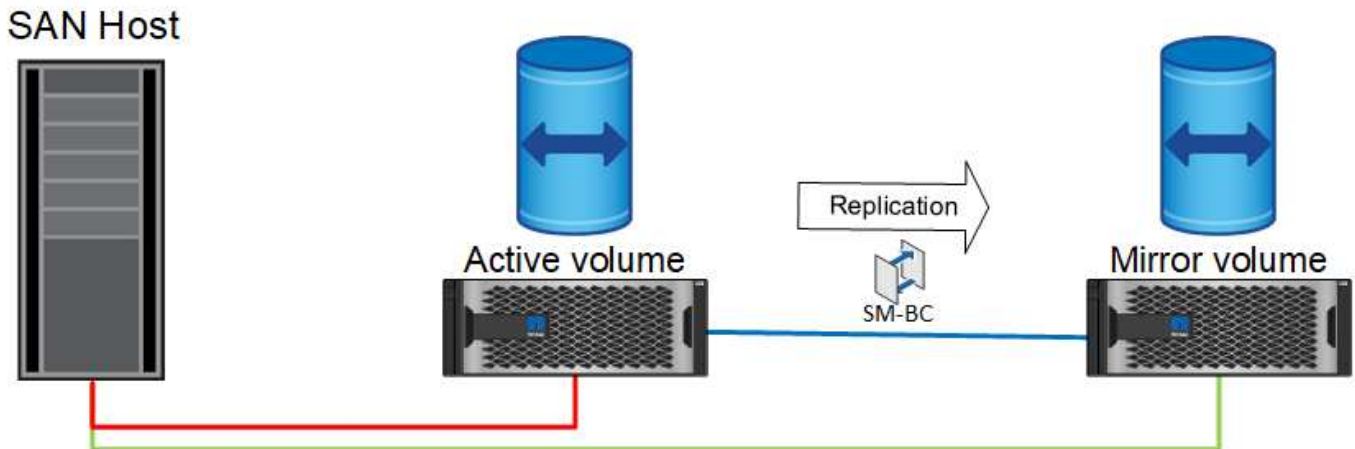 SAN Host
Replication
Active volume
Mirror volume
SM-BC